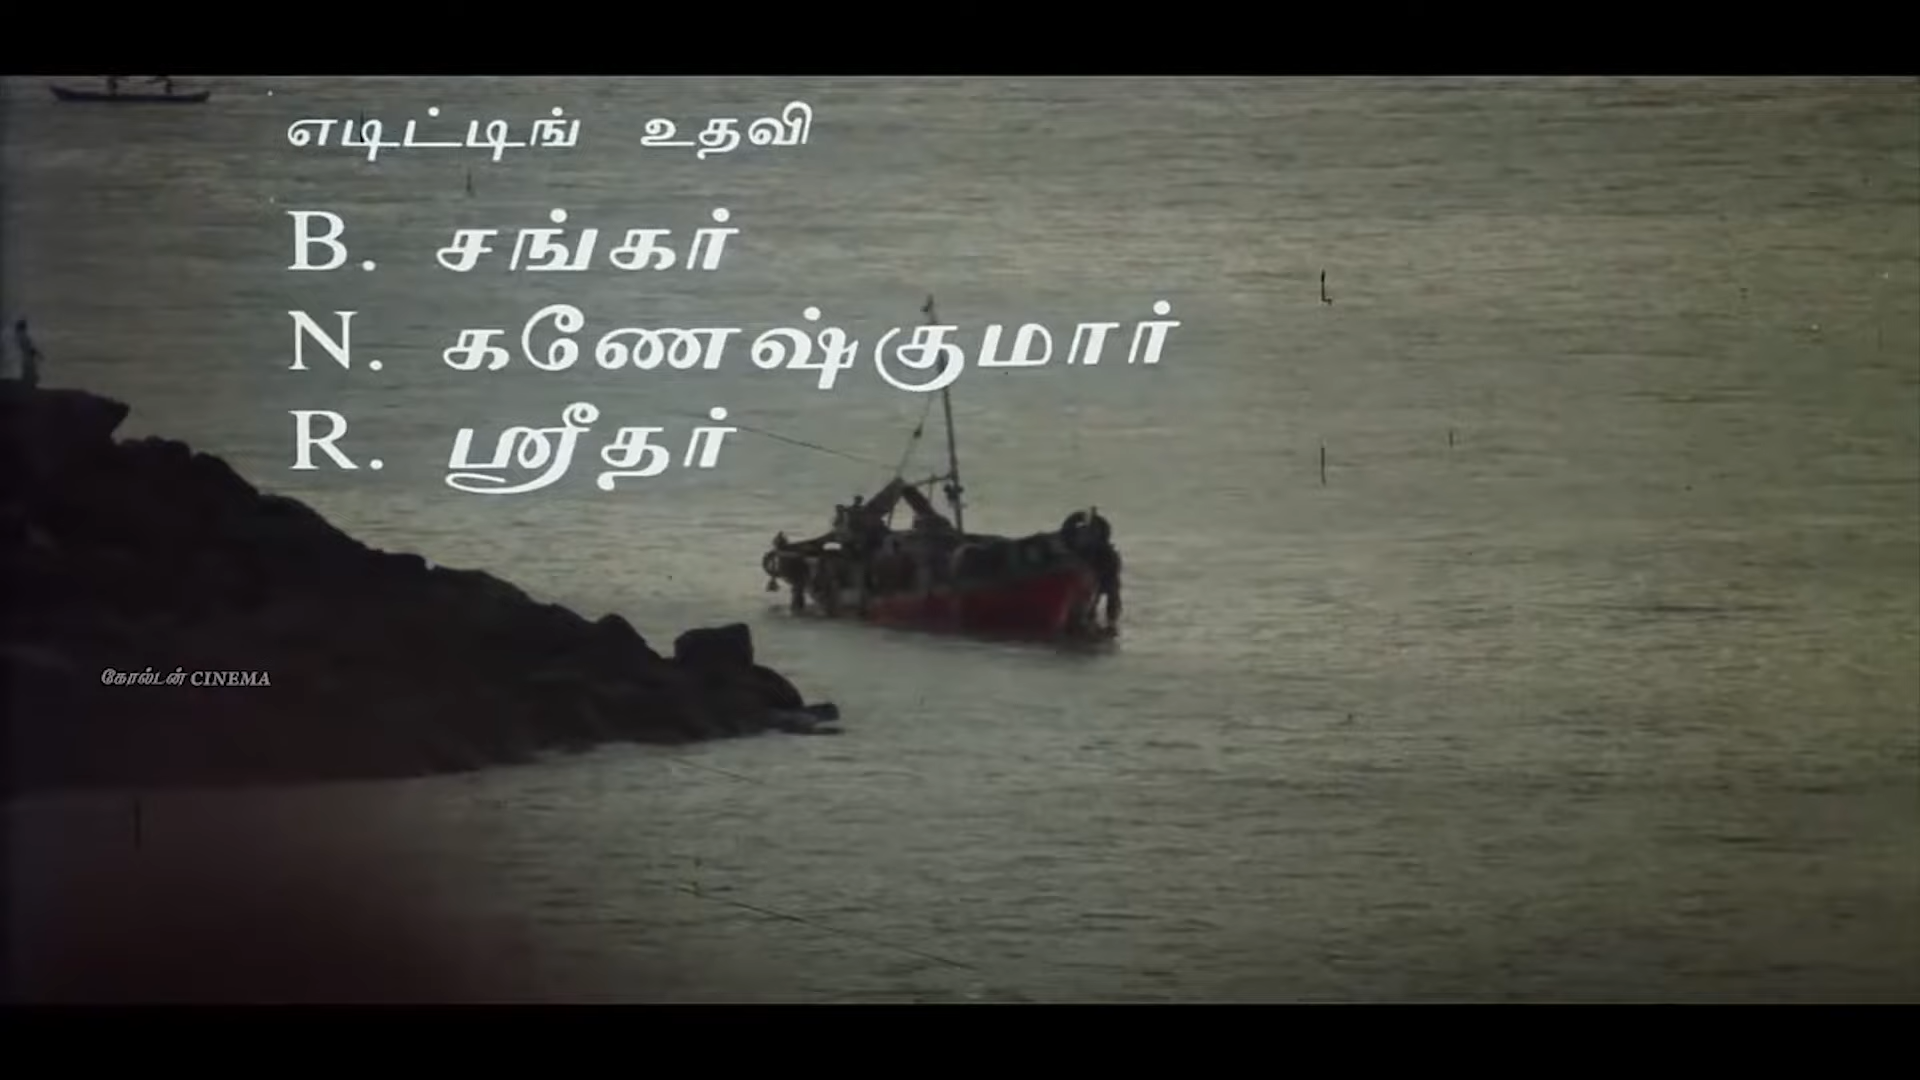 எடிட்டிங் உதவி
B. சங்கர்
N. கணேஷ்குமார்
R. ஸ்ரீதர்
கோல்டன் CINEMA